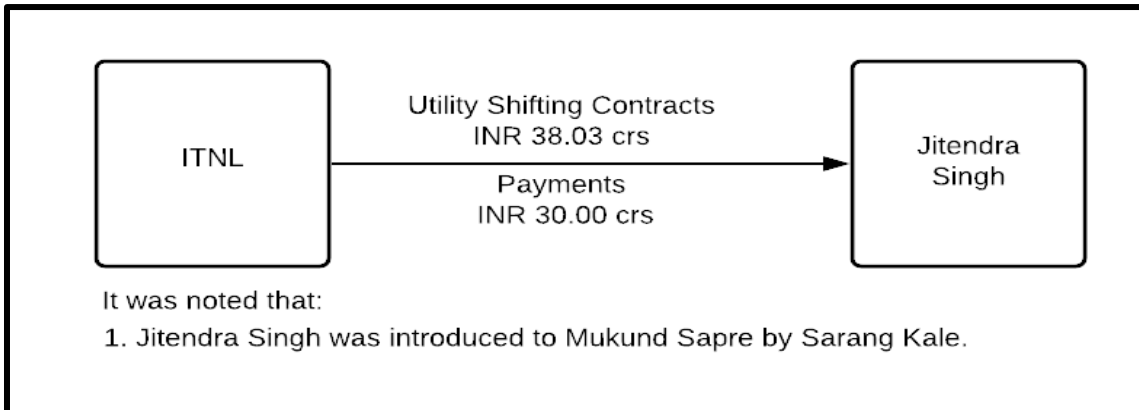 ITNL
Utility Shifting Contracts
INR 38.03 crs
Payments
INR 30.00 crs
Jitendra
Singh
It was noted that:
1. Jitendra Singh was introduced to Mukund Sapre by Sarang Kale.